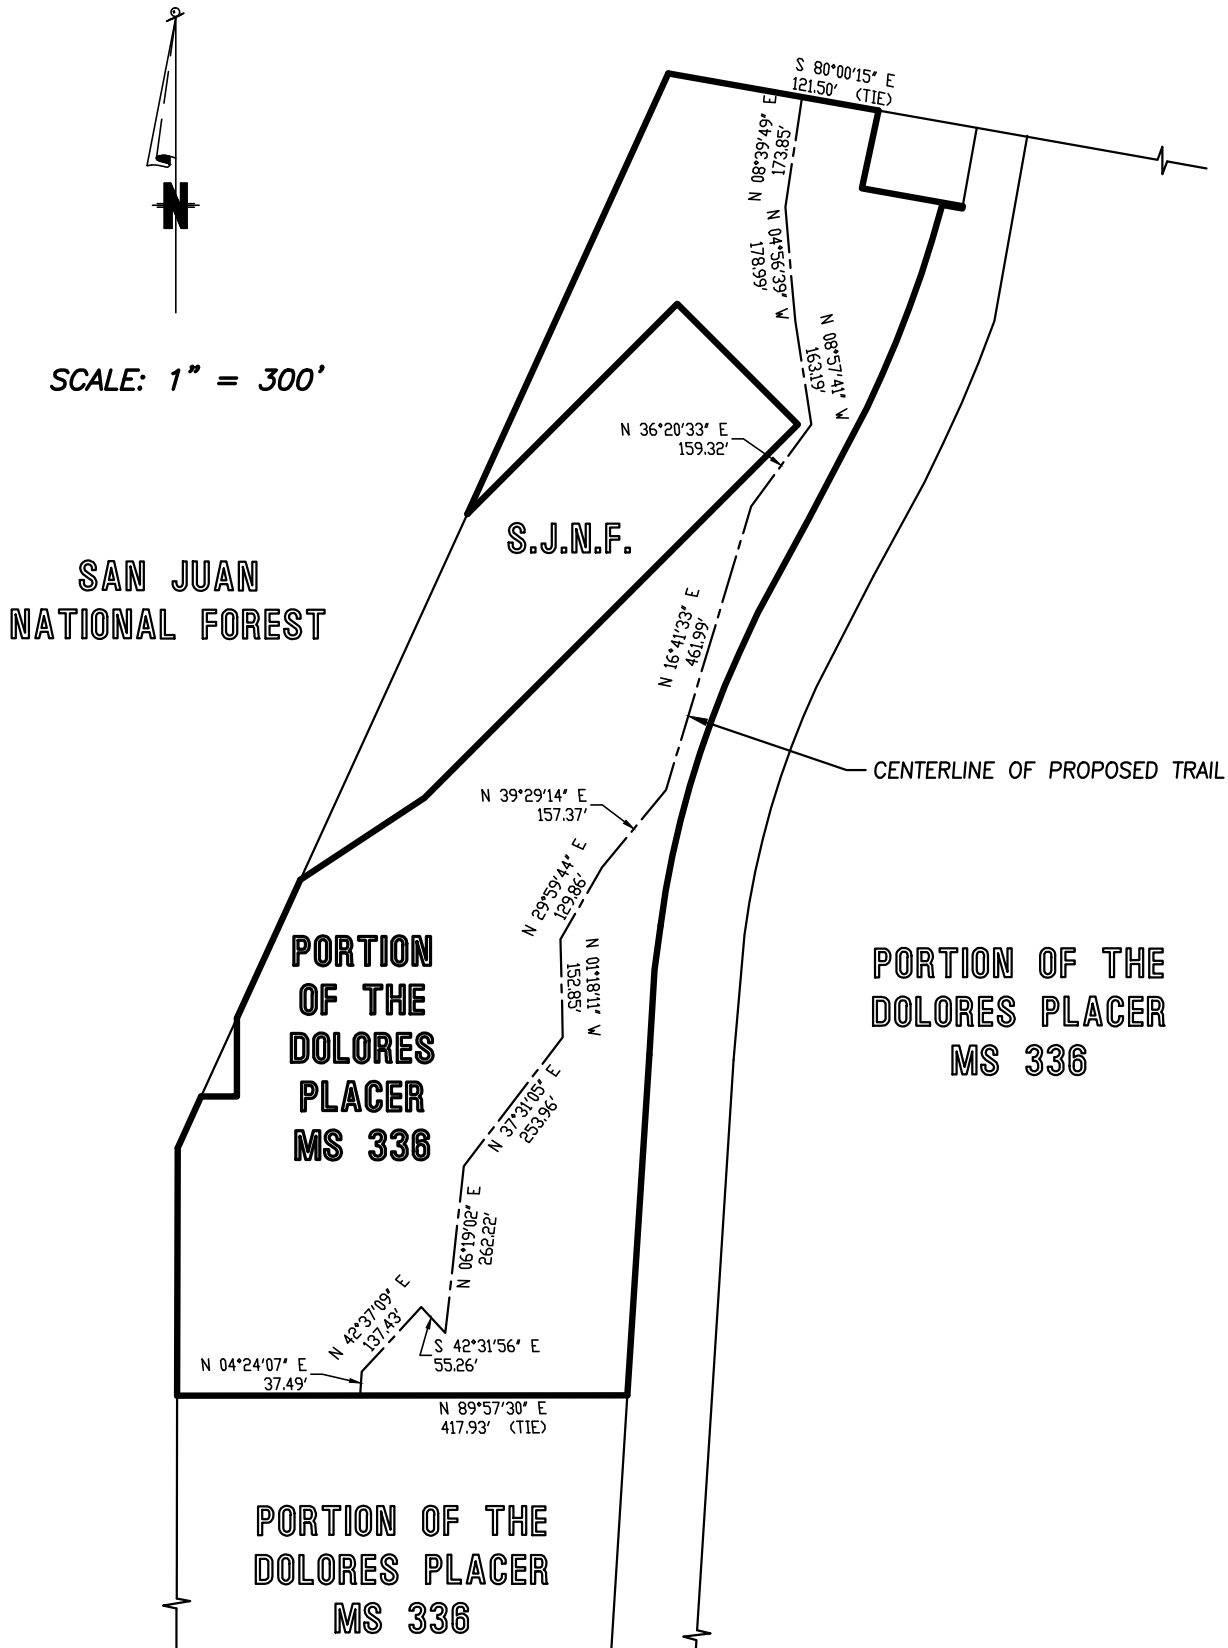 S 80°00'15" E
121.50' (TIE)
N 08°39'49" E
173.85'
N
N 04°56'39" W
178.99'
SCALE: 1" = 300'
N 08°57'41" W
163.19'
N 36°20'33" E
159.32'
S.J.N.F.
SAN JUAN
NATIONAL FOREST
N 16°41'33" E
461.99'
CENTERLINE OF PROPOSED TRAIL
N 39°29'14" E
157.37'
N 29°59'44" E
129.86'
N 01°18'11" W
152.85'
PORTION
OF THE
DOLORES
PLACER
MS 336
PORTION OF THE
DOLORES PLACER
MS 336
N 37°31'05" E
253.96'
N 06°19'02" E
262.22'
N 42°37'09" E
137.43'
S 42°31'56" E
55.26'
N 04°24'07" E
37.49'
N 89°57'30" E
417.93' (TIE)
PORTION OF THE
DOLORES PLACER
MS 336